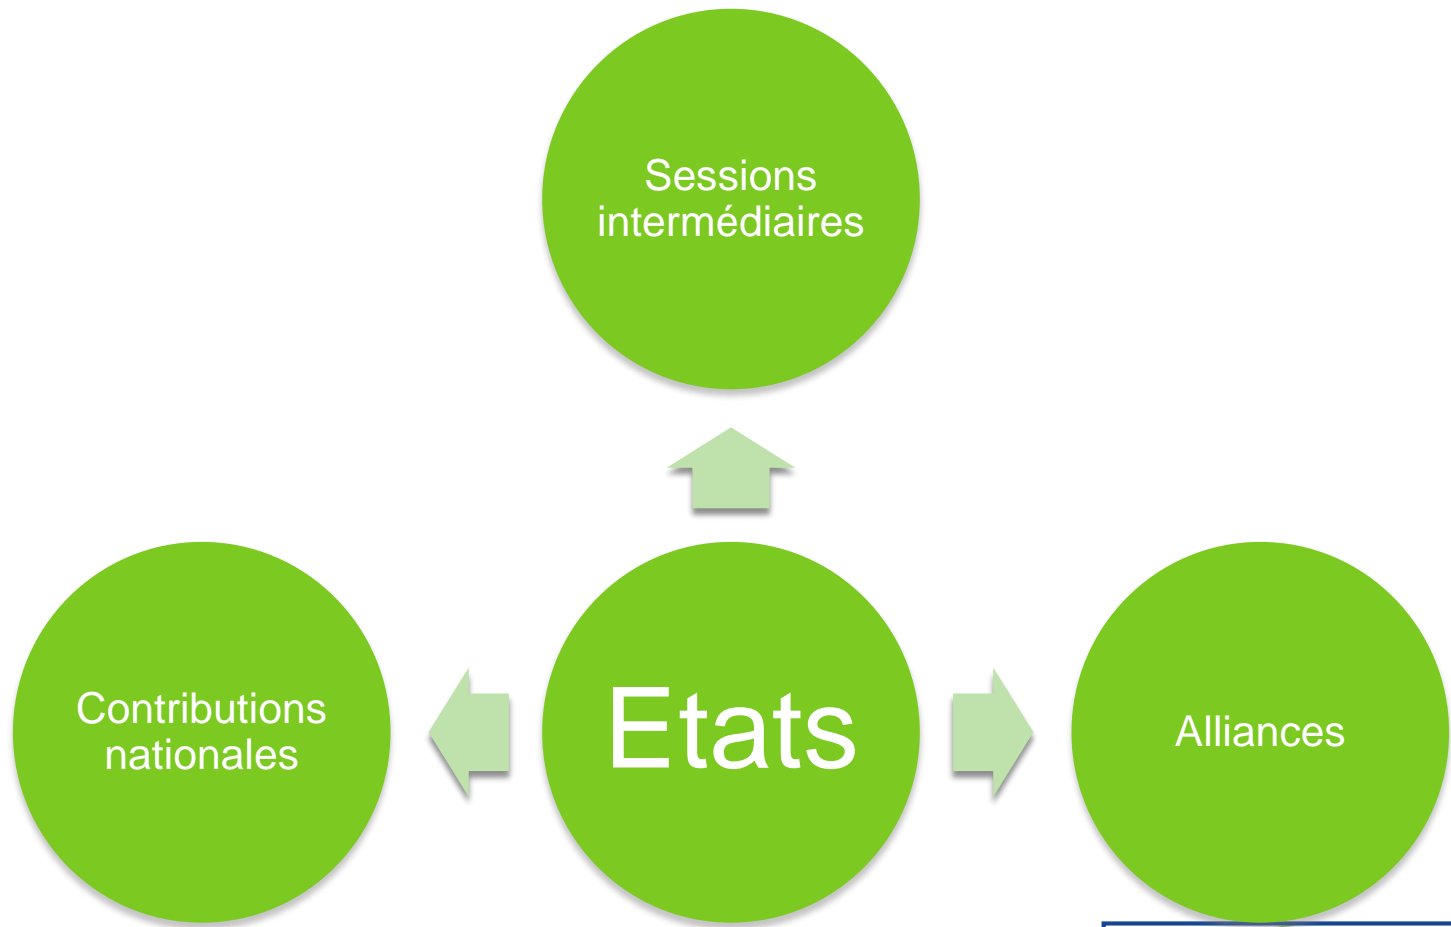 Sessions
intermédiaires
Contributions
nationales
Etats
Alliances